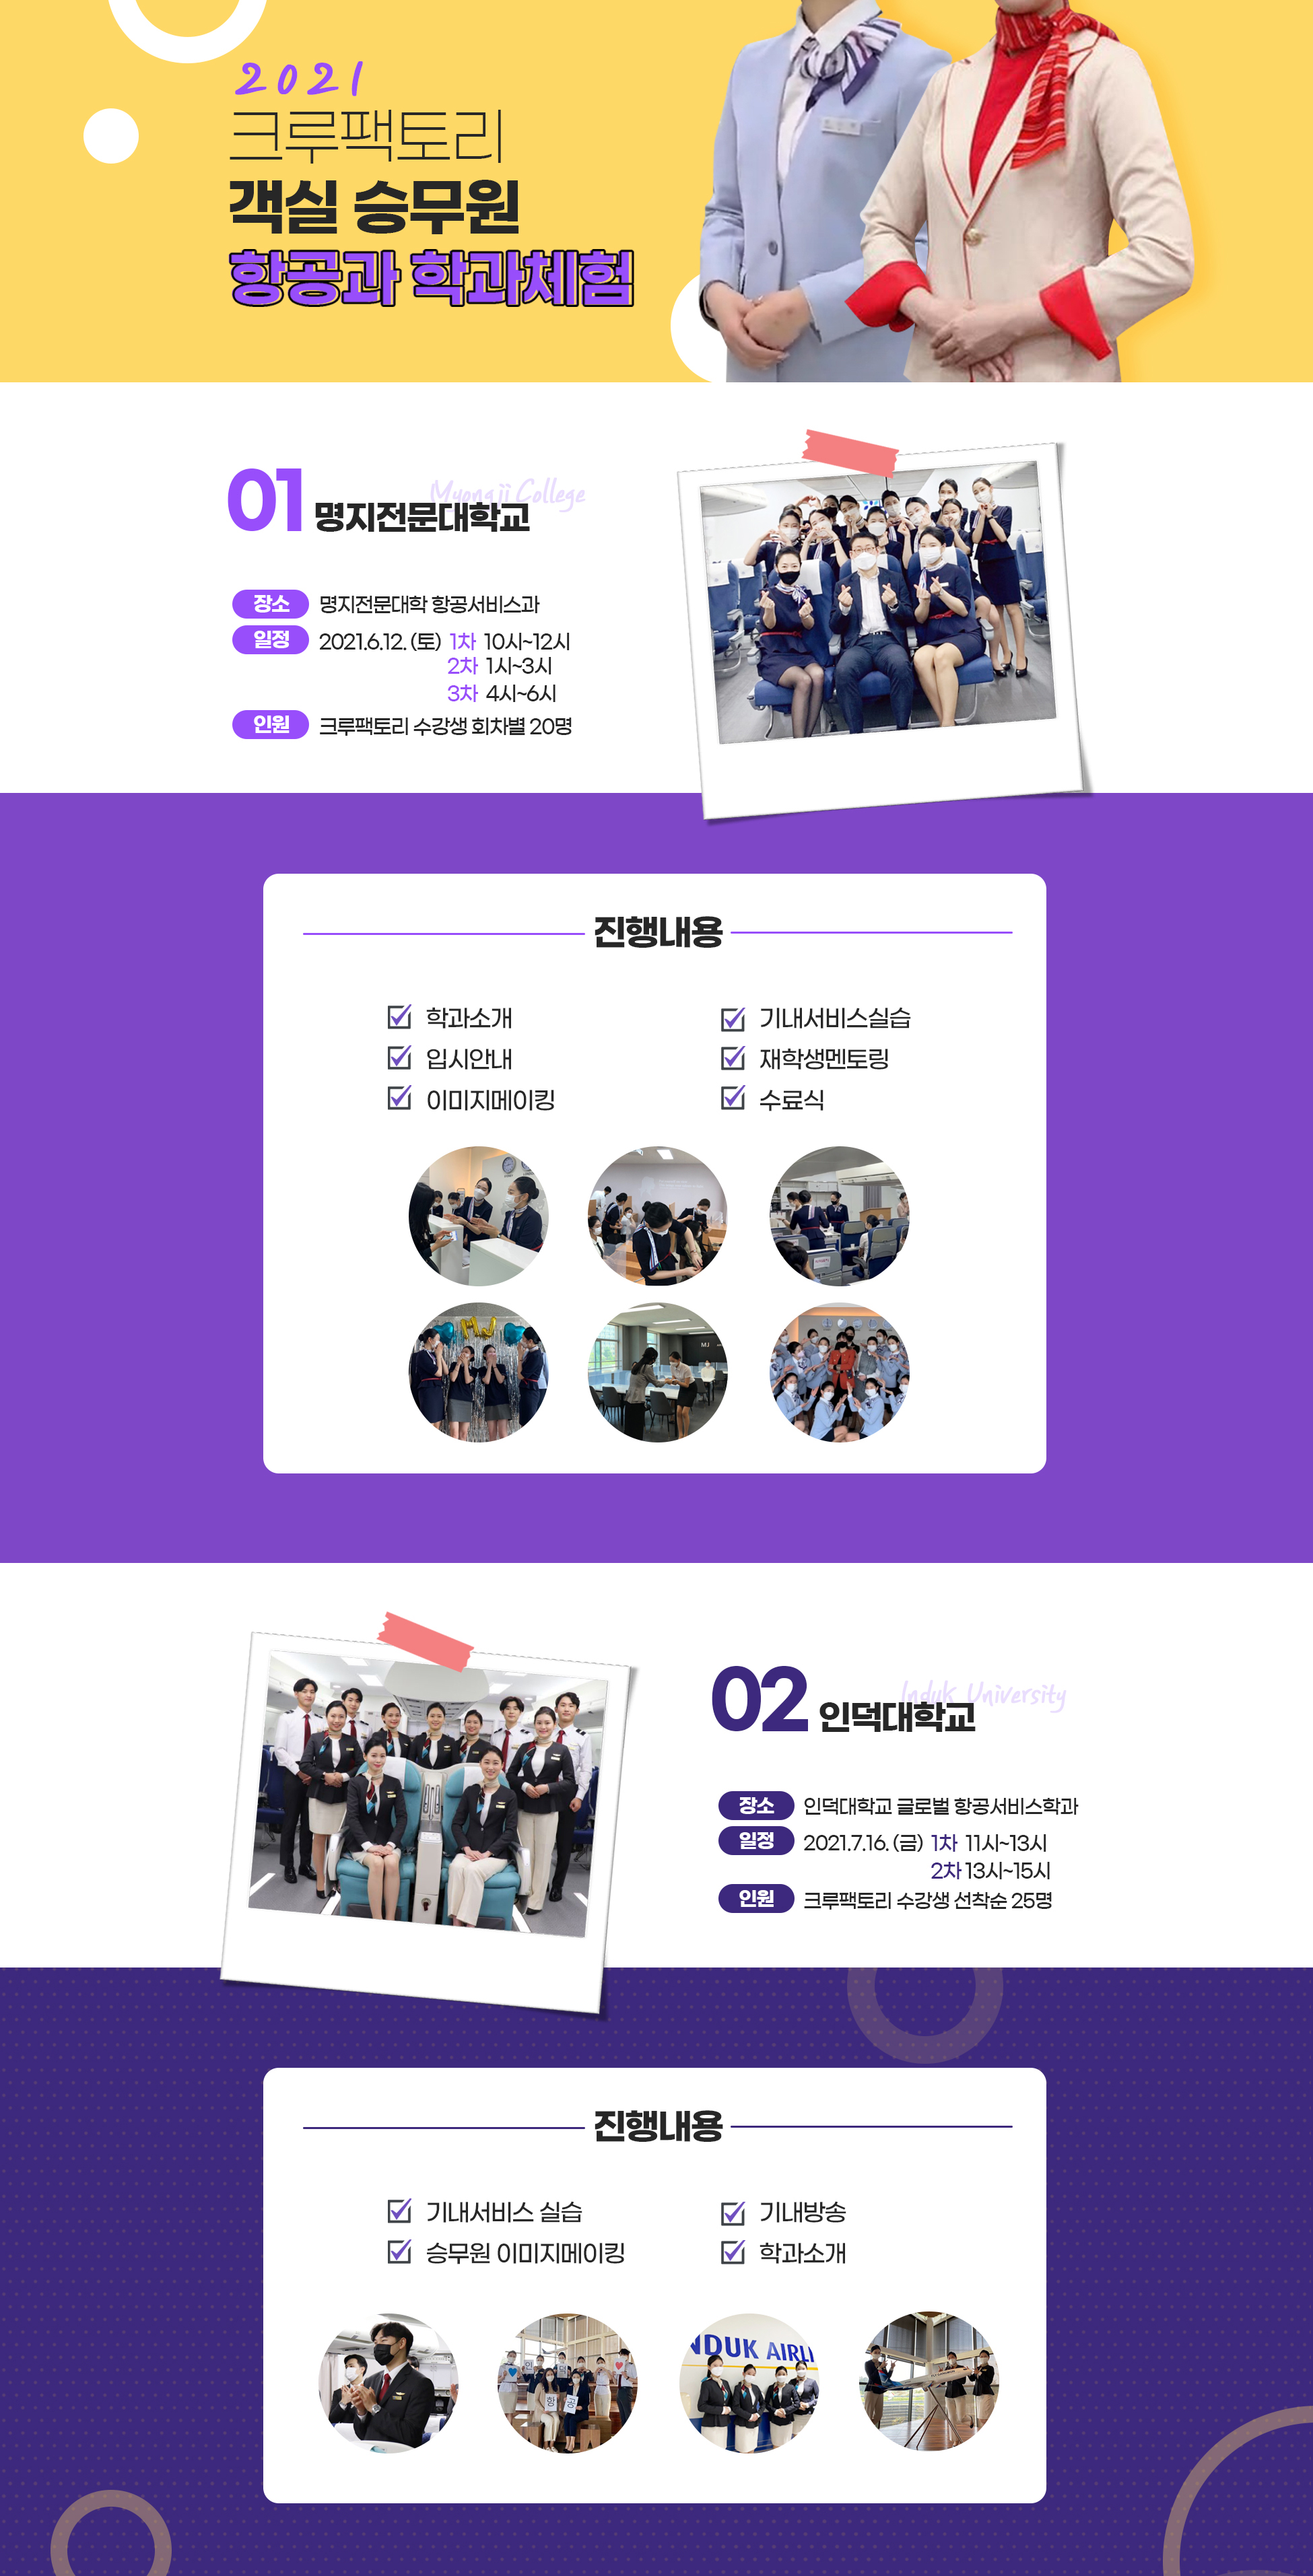 2021
크루팩토리
객실 승무원
항공과 학과체험
Myongji College
01 명지전문대학교
장소 명지전문대학 항공서비스과
일정 2021.6.12. (토) 1차 10시~12시
2차 1시~3시
3차 4시~6시
인원 크루팩토리 수강생 회차별 20명
진행내용
학과소개
기내서비스실습
입시안내
재학생멘토링
이미지메이킹
수료식
MJ
MJ
Induk University
02 인덕대학교
장소 인덕대학교 글로벌 항공서비스학과
일정 2021.7.16. (금) 1차 11시~13시
2차 13시~15시
인원 크루팩토리 수강생 선착순 25명
진행내용
기내서비스 실습
기내방송
승무원 이미지메이킹
학과소개
항공
NDUK AIRLI